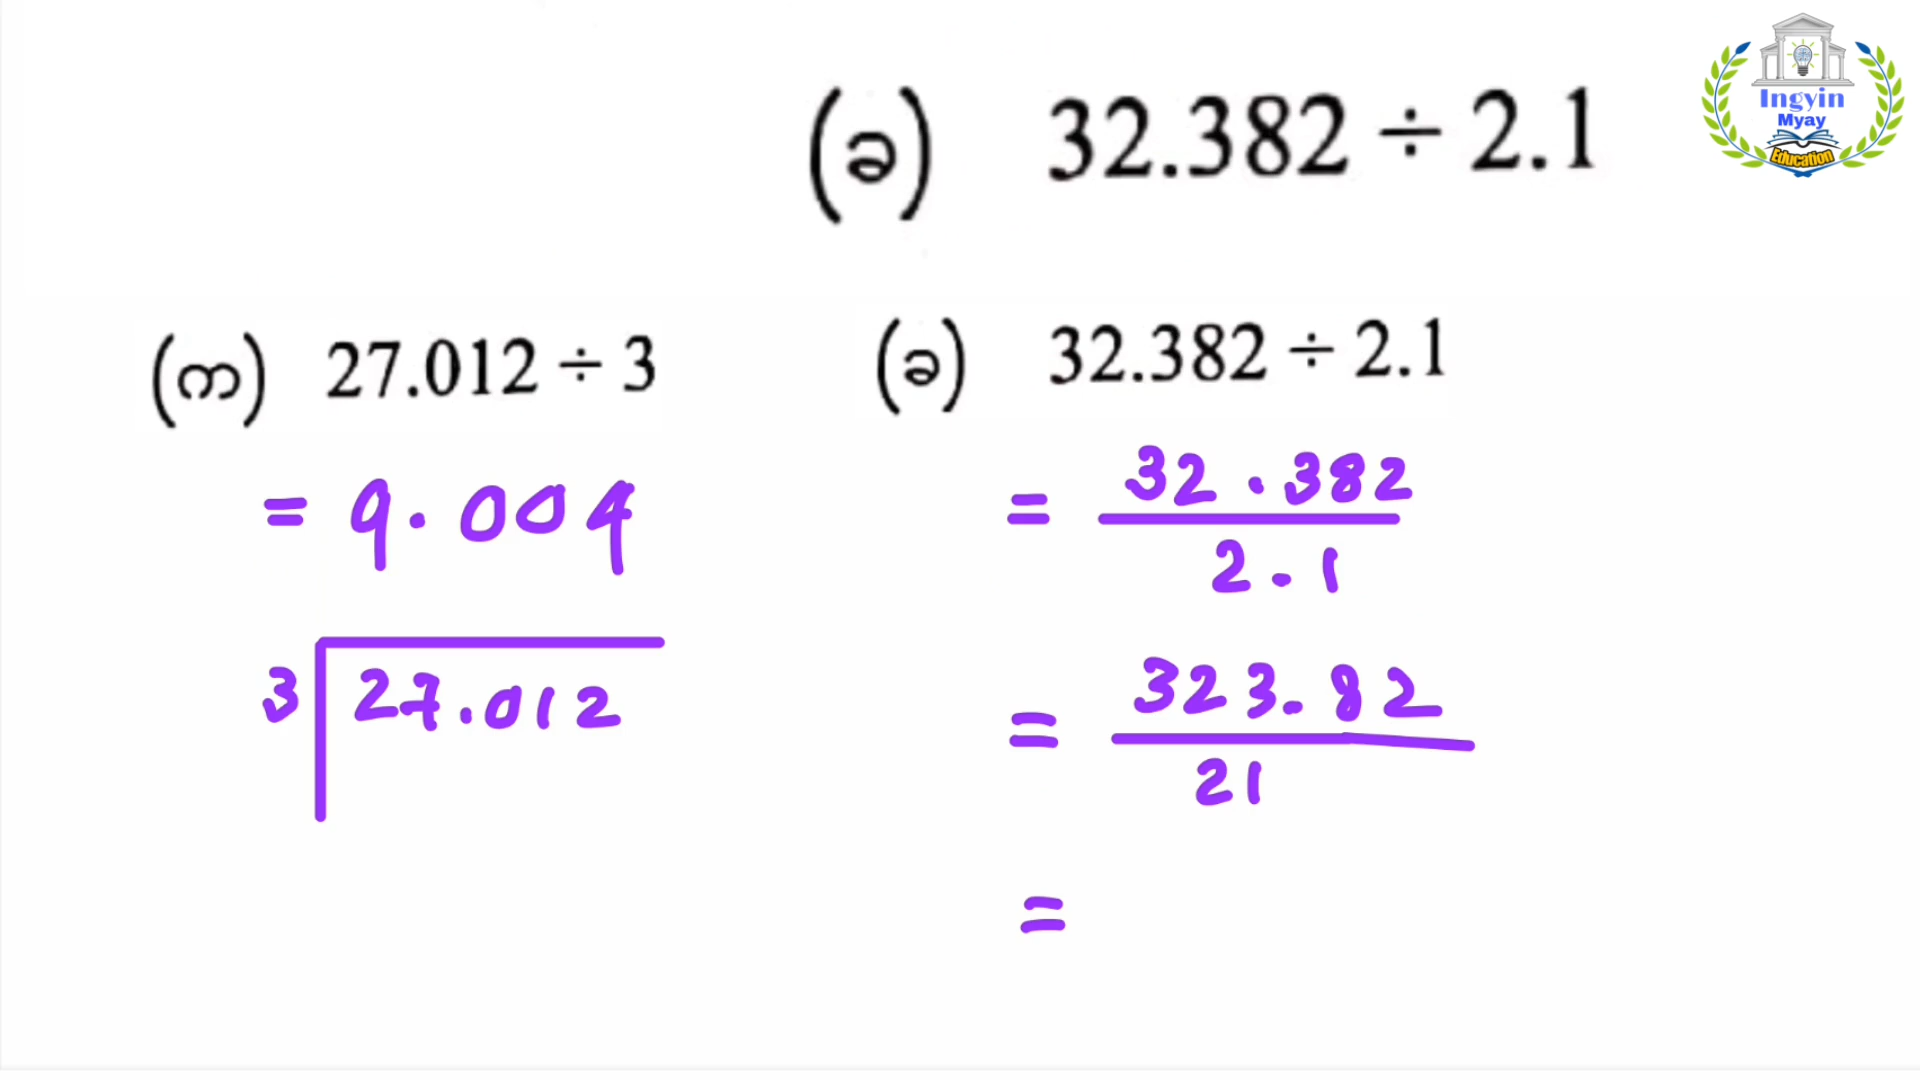 (ခ) 32.382 ÷ 2.1
Ingyin
Myay
Education
(က) 27.012 ÷ 3
= 9.004
3 27.012
(ခ) 32.382 ÷ 2.1
= 32.382
2.1
= 323.82
21
=